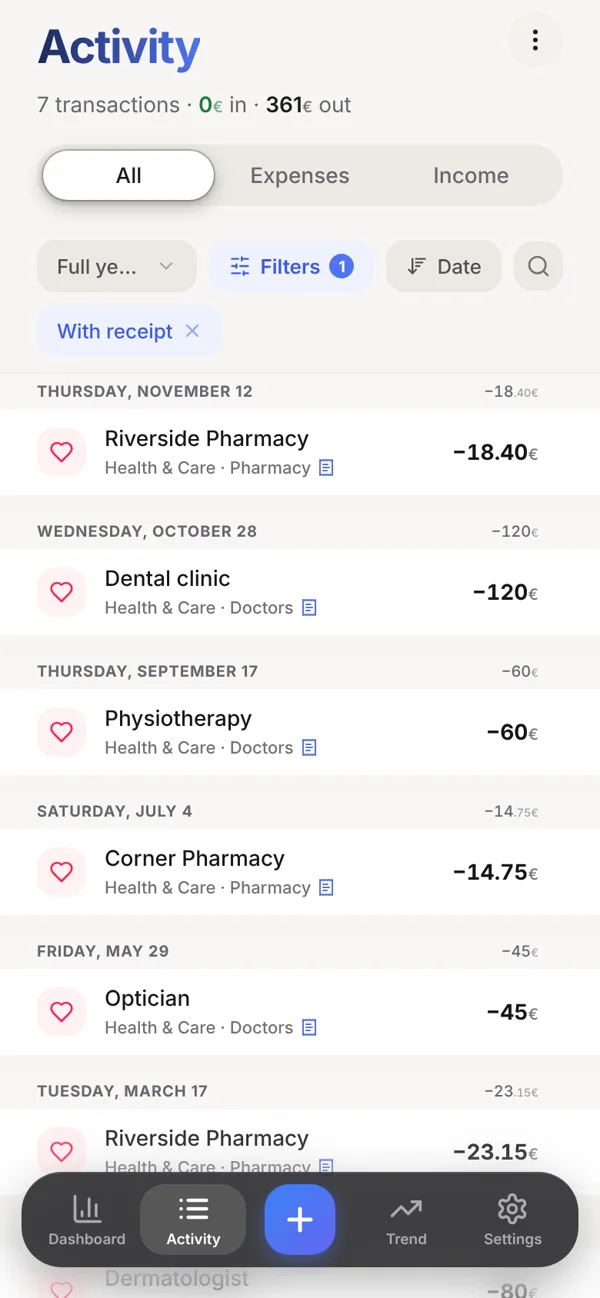 Activity
7 transactions · 0€ in · 361€ out
All Expenses Income
Full ye... Filters 1 Date
With receipt
THURSDAY, NOVEMBER 12 −18.40€
Riverside Pharmacy
Health & Care · Pharmacy −18.40€
WEDNESDAY, OCTOBER 28 −120€
Dental clinic
Health & Care · Doctors −120€
THURSDAY, SEPTEMBER 17 −60€
Physiotherapy
Health & Care · Doctors −60€
SATURDAY, JULY 4 −14.75€
Corner Pharmacy
Health & Care · Pharmacy −14.75€
FRIDAY, MAY 29 −45€
Optician
Health & Care · Doctors −45€
TUESDAY, MARCH 17 −23.15€
Riverside Pharmacy
Health & Care · Pharmacy −23.15€
Dashboard Activity Trend Settings
Dermatologist −80€